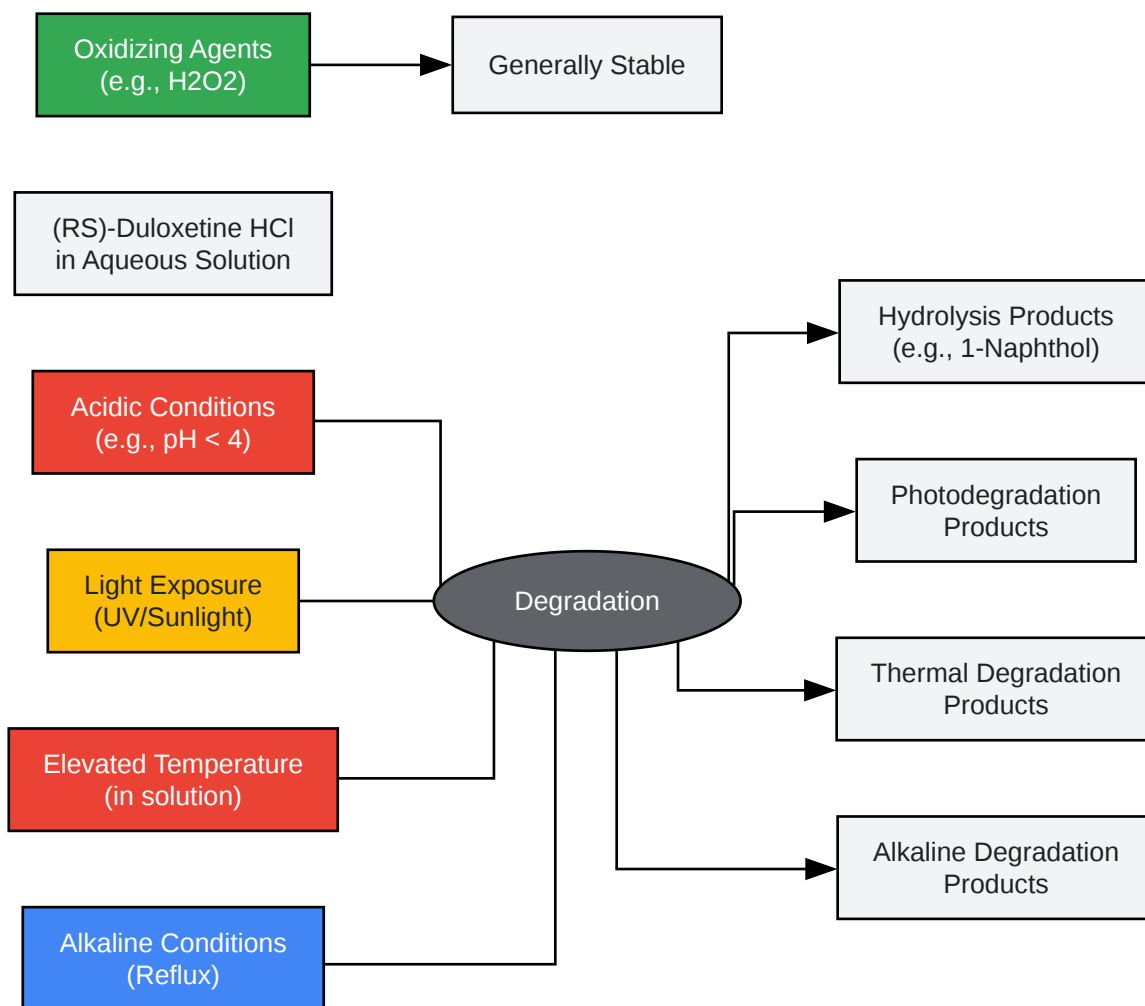 Oxidizing Agents
(e.g., H2O2)
Generally Stable
(RS)-Duloxetine HCl
in Aqueous Solution
Hydrolysis Products
(e.g., 1-Naphthol)
Acidic Conditions
(e.g., pH < 4)
Photodegradation
Products
Light Exposure
(UV/Sunlight)
Degradation
Thermal Degradation
Products
Elevated Temperature
(in solution)
Alkaline Degradation
Products
Alkaline Conditions
(Reflux)